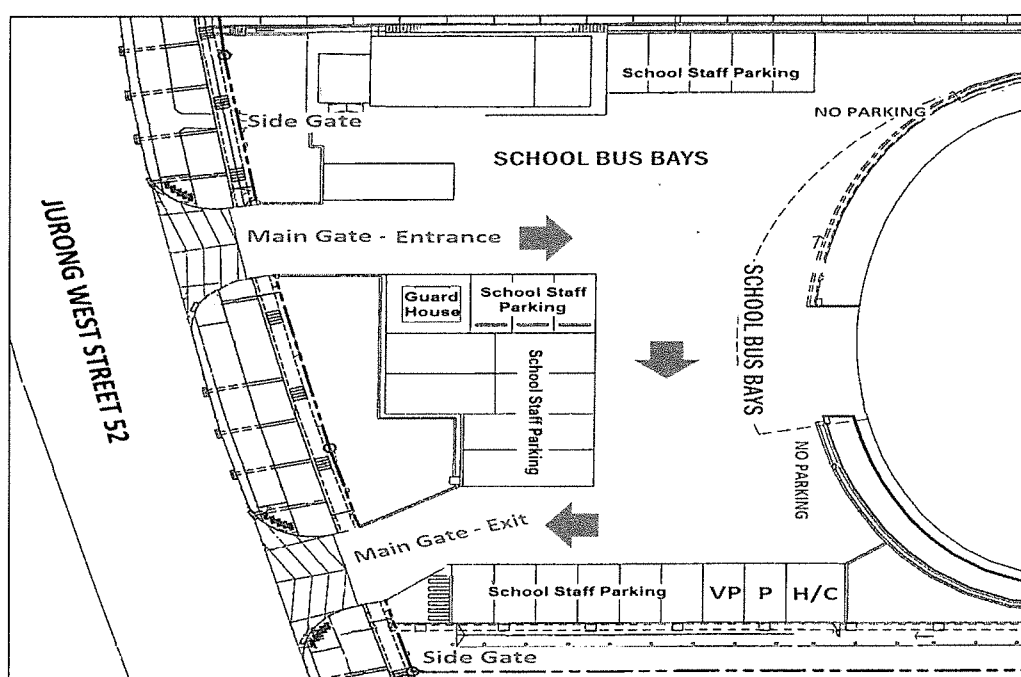 School Staff Parking
NO PARKING
Side Gate
SCHOOL BUS BAYS
JURONG WEST STREET 52
Main Gate - Entrance
Guard
House
School Staff
Parking
SCHOOL BUS BAYS
School Staff Parking
NO PARKING
Main Gate - Exit
School Staff Parking
VP
P
H/C
Side Gate